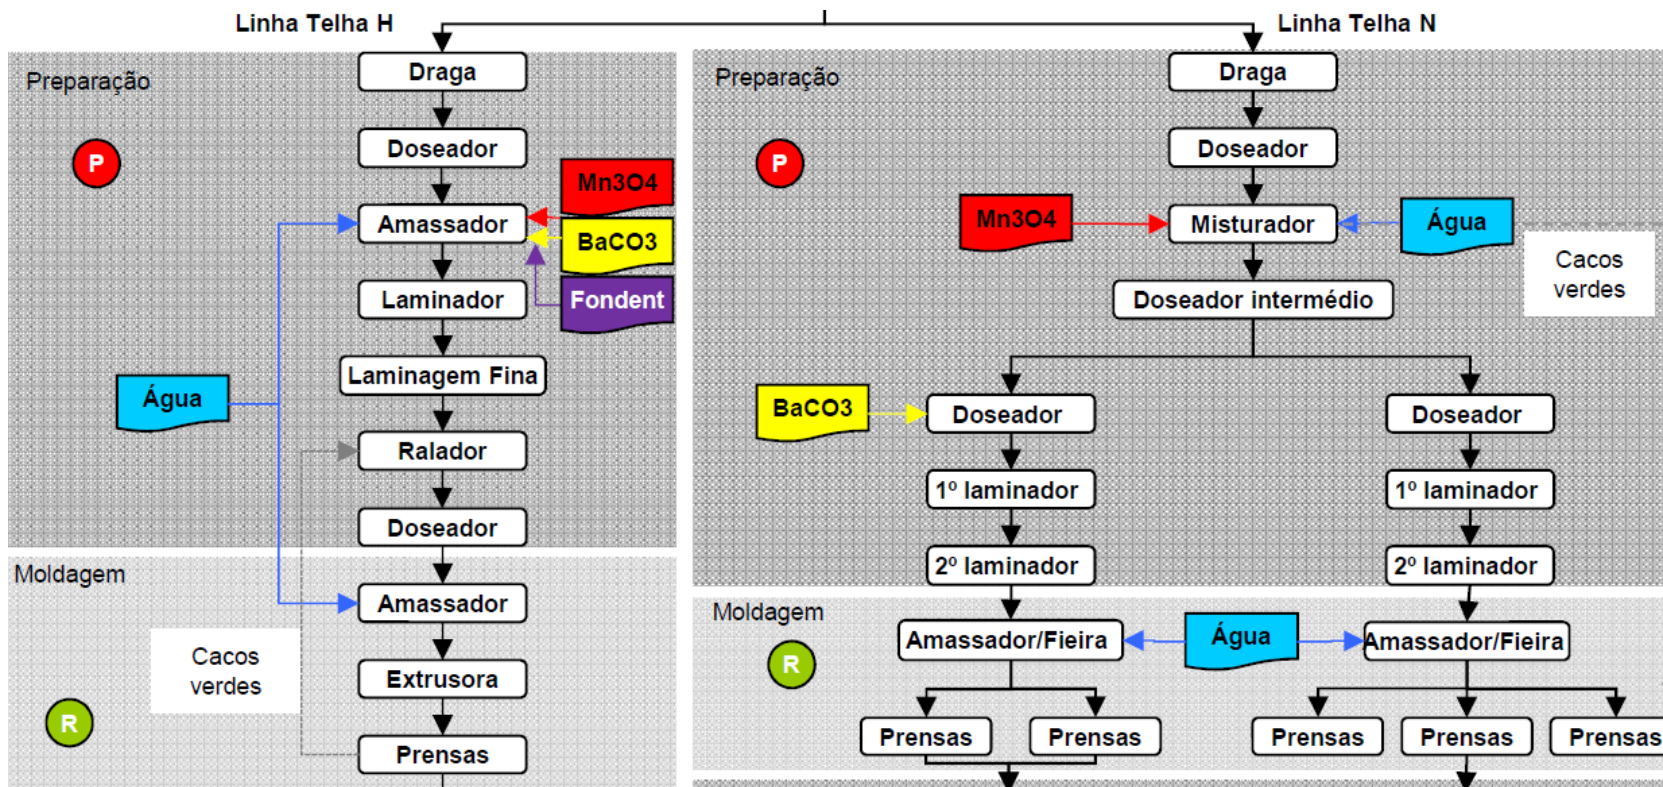 Linha Telha H
Preparação
P
Draga
Doseador
Mn3O4
Amassador
BaCO3
Laminador
Fondent
Laminagem Fina
Água
Ralador
Doseador
Moldagem
Amassador
Cacos
verdes
Extrusora
R
Prensas
Linha Telha N
Preparação
P
Draga
Doseador
Mn3O4
Misturador
Água
Cacos
verdes
Doseador intermédio
BaCO3
Doseador
Doseador
1º laminador
1º laminador
2º laminador
2º laminador
Moldagem
R
Amassador/Fieira
Água
Amassador/Fieira
Prensas
Prensas
Prensas
Prensas
Prensas